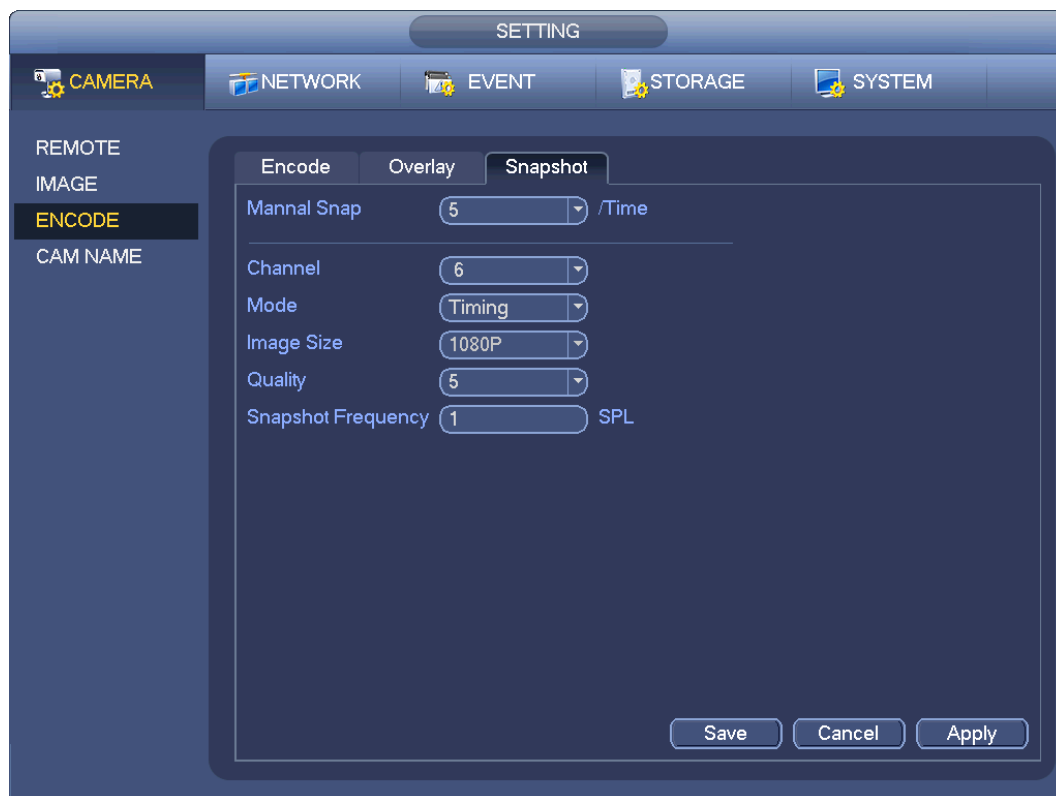 SETTING
CAMERA NETWORK EVENT STORAGE SYSTEM
REMOTE
IMAGE
ENCODE
CAM NAME
Encode Overlay Snapshot
Mannal Snap 5 /Time
Channel 6
Mode Timing
Image Size 1080P
Quality 5
Snapshot Frequency 1 SPL
Save Cancel Apply